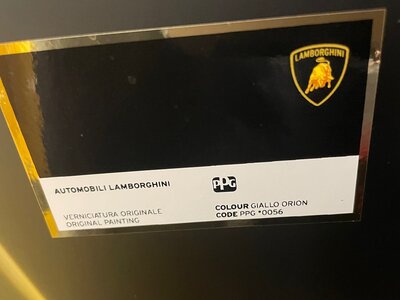 LAMBORGHINI
AUTOMOBILI LAMBORGHINI
PPG
VERNICIATURA ORIGINALE
ORIGINAL PAINTING
COLOUR GIALLO ORION
CODE PPG *0056